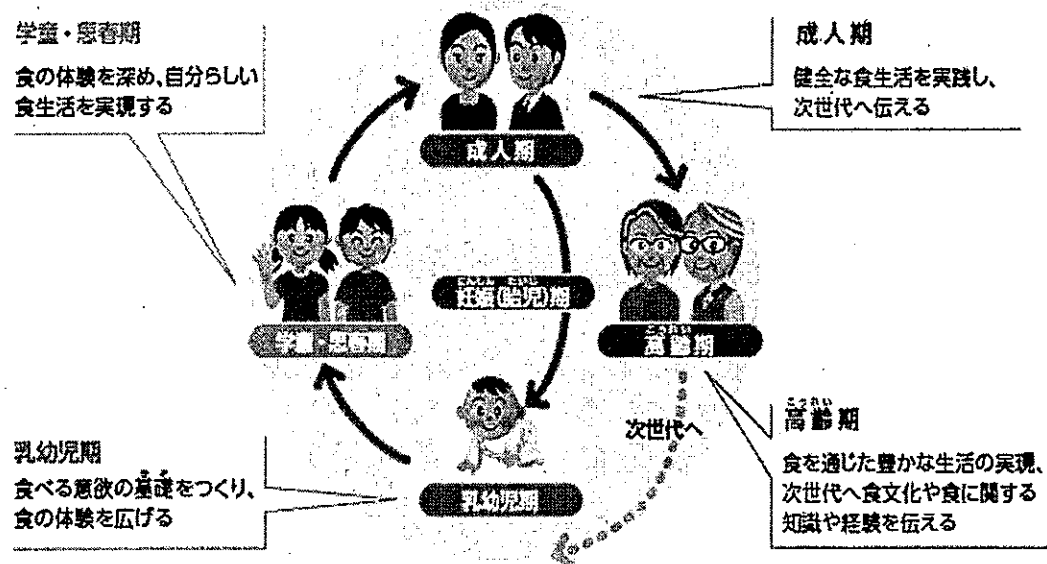 学童・思春期
食の体験を深め、自分らしい
食生活を実現する
成人期
健全な食生活を実践し、
次世代へ伝える
成人期
にんしん たいじ
妊娠(胎児)期
学童・思春期
こうれい
高齢期
次世代へ
乳幼児期
食べる意欲の基礎をつくり、
きそ
食の体験を広げる
乳幼児期
こうれい
高齢期
食を通じた豊かな生活の実現、
次世代へ食文化や食に関する
知識や経験を伝える